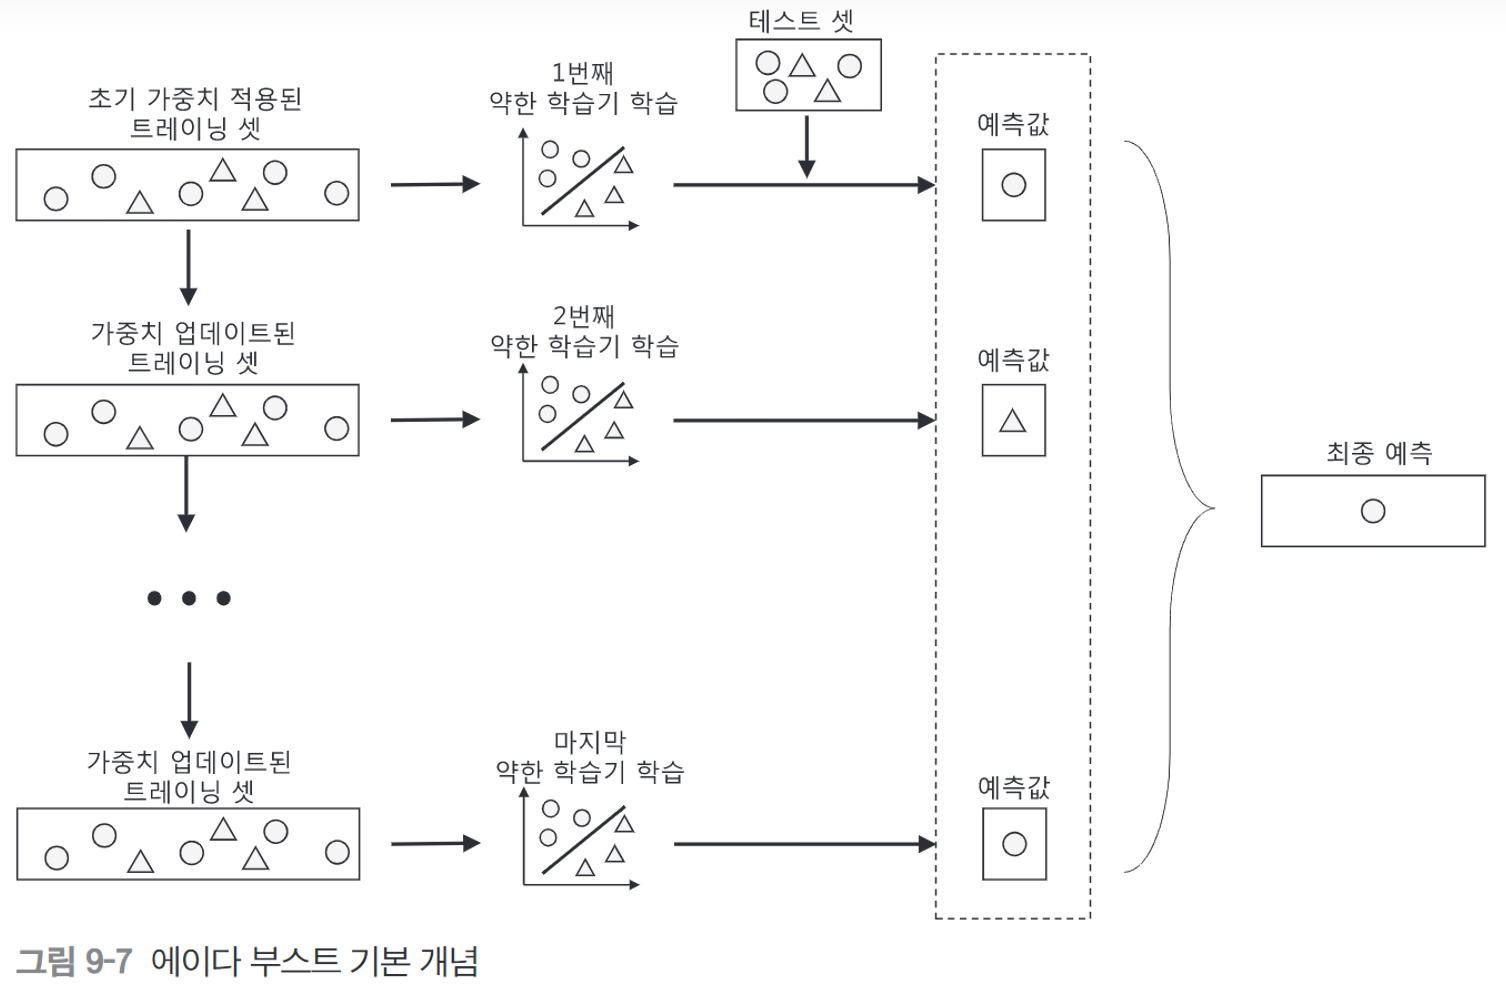 테스트 셋
초기 가중치 적용된
트레이닝 셋
1번째
약한 학습기 학습
예측값
가중치 업데이트된
트레이닝 셋
2번째
약한 학습기 학습
예측값
최종 예측
가중치 업데이트된
트레이닝 셋
마지막
약한 학습기 학습
예측값
그림 9-7 에이다 부스트 기본 개념